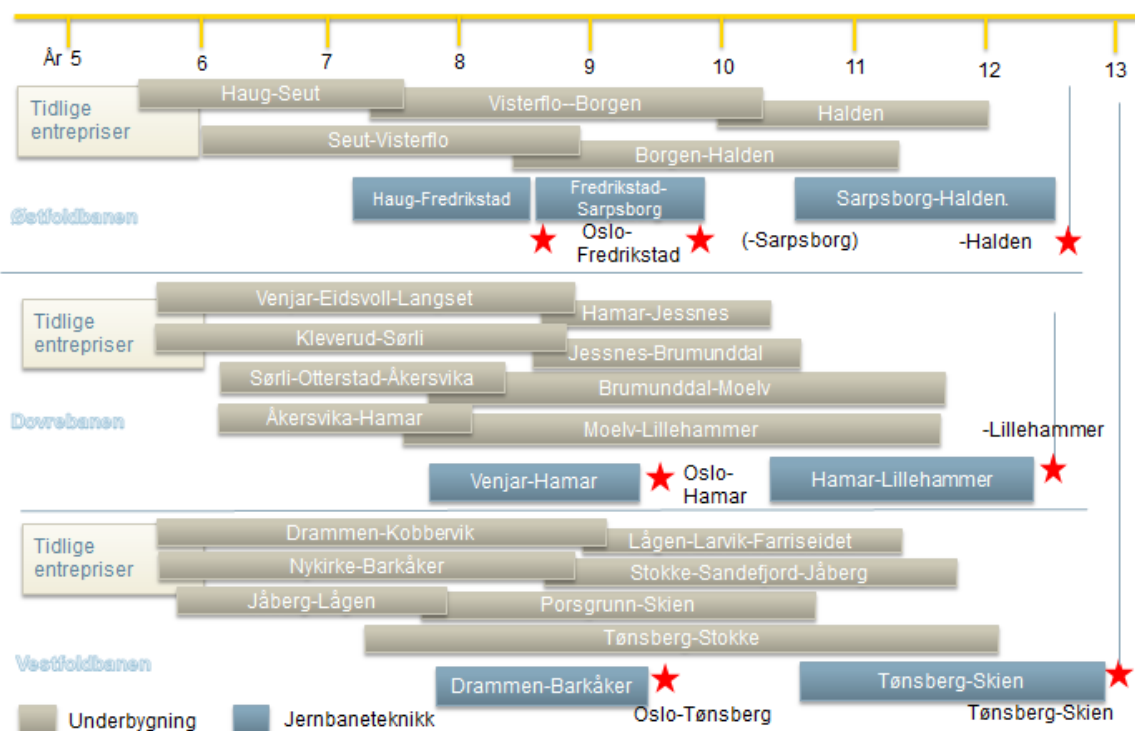 År 5
6
7
8
9
10
11
12
13
Tidlige
entrepriser
Haug-Seut
Visterflo--Borgen
Halden
Seut-Visterflo
Borgen-Halden
Østfoldbanen
Haug-Fredrikstad
Fredrikstad-
Sarpsborg
Sarpsborg-Halden.
Oslo-
Fredrikstad
(-Sarpsborg)
-Halden
Tidlige
entrepriser
Venjar-Eidsvoll-Langset
Hamar-Jessnes
Kleverud-Sørli
Jessnes-Brumunddal
Sørli-Otterstad-Åkersvika
Brumunddal-Moelv
Dovrebanen
Åkersvika-Hamar
Moelv-Lillehammer
-Lillehammer
Venjar-Hamar
Oslo-
Hamar
Hamar-Lillehammer
Tidlige
entrepriser
Drammen-Kobbervik
Lågen-Larvik-Farriseidet
Nykirke-Barkåker
Stokke-Sandefjord-Jåberg
Jåberg-Lågen
Porsgrunn-Skien
Tønsberg-Stokke
Vestfoldbanen
Drammen-Barkåker
Tønsberg-Skien
Oslo-Tønsberg
Tønsberg-Skien
Underbygning
Jernbaneteknikk